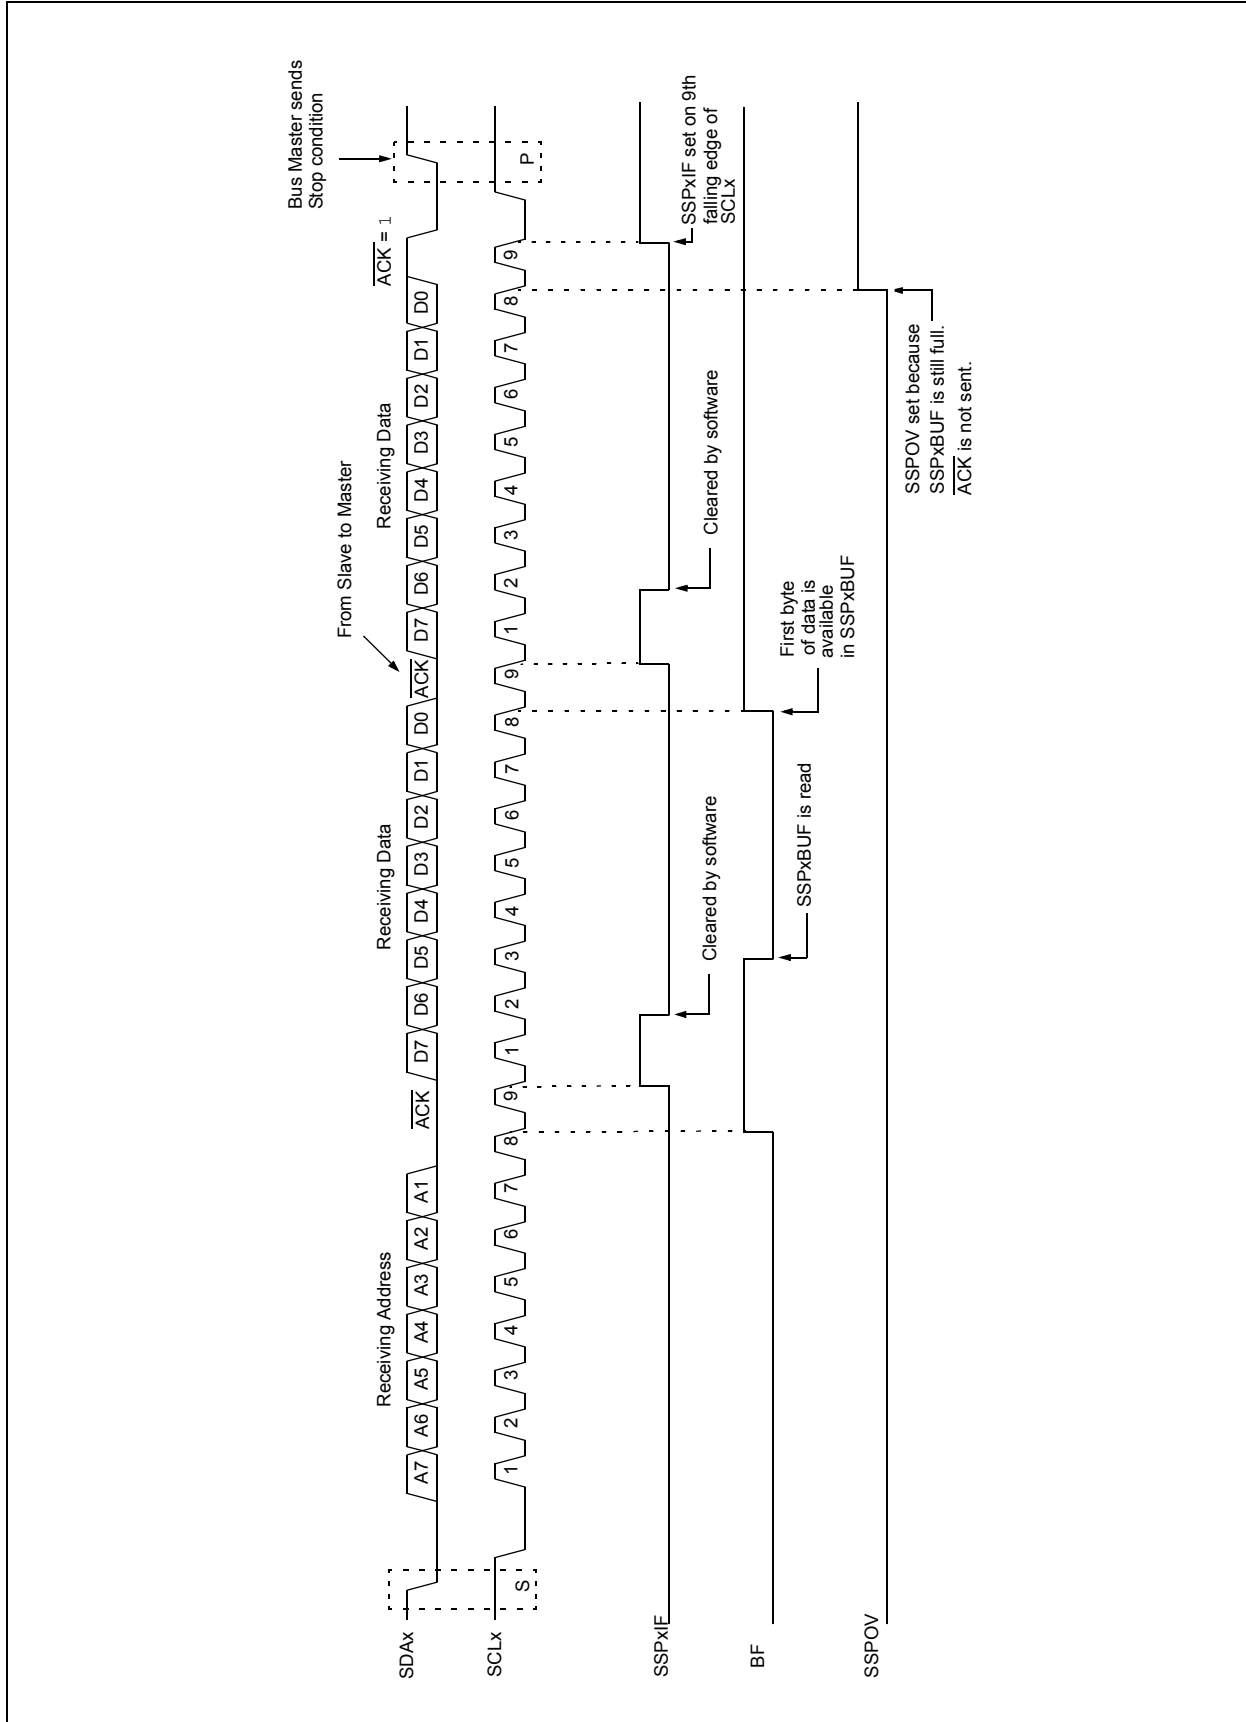 Bus Master sends
Stop condition
From Slave to Master
Receiving Address
Receiving Data
Receiving Data
ACK = 1
SDAx
A7 A6 A5 A4 A3 A2 A1 ACK D7 D6 D5 D4 D3 D2 D1 D0 ACK D7 D6 D5 D4 D3 D2 D1 D0
SCLx
S 1 2 3 4 5 6 7 8 9 1 2 3 4 5 6 7 8 9 1 2 3 4 5 6 7 8 9 P
SSPxIF
Cleared by software
Cleared by software
SSPxIF set on 9th
falling edge of
SCLx
BF
SSPxBUF is read
First byte
of data is
available
in SSPxBUF
SSPOV
SSPOV set because
SSPxBUF is still full.
ACK is not sent.